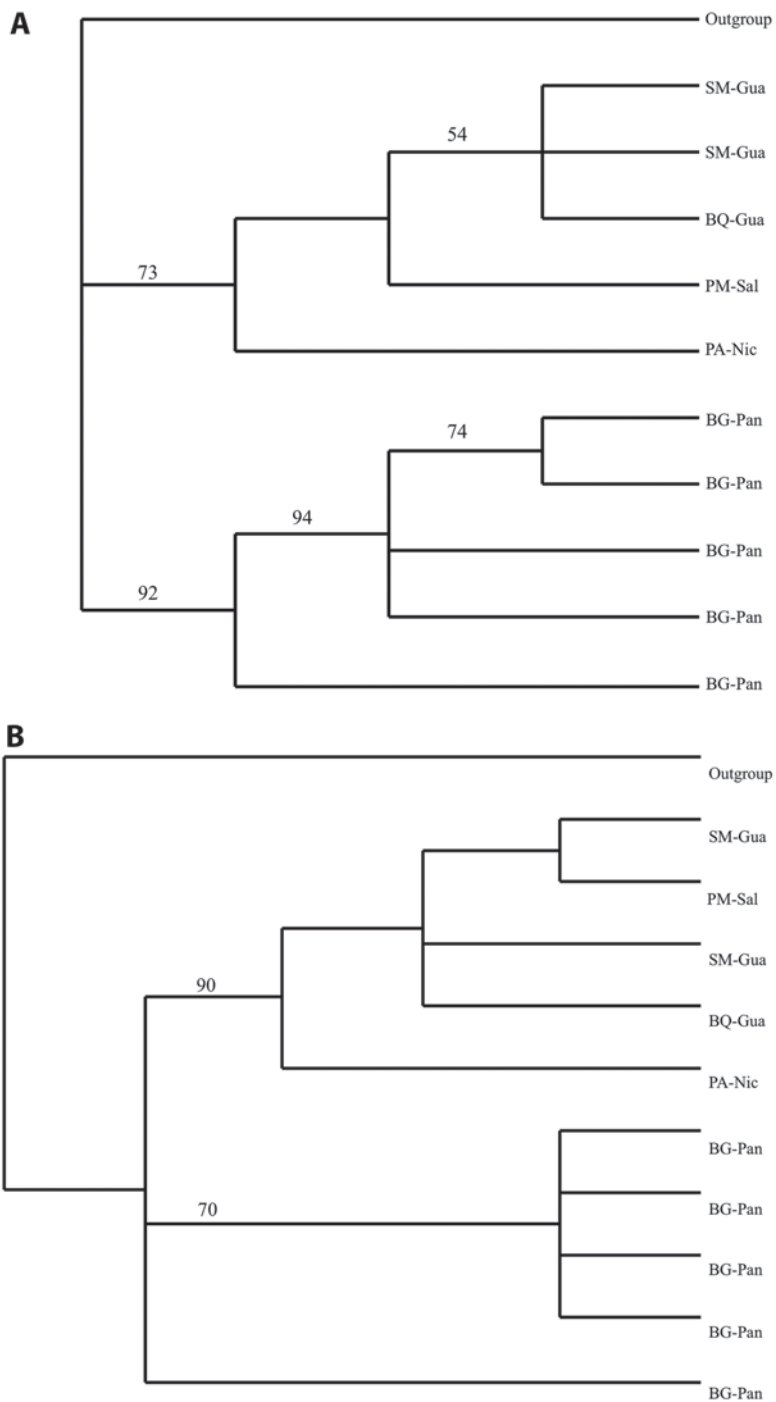 A
Outgroup
SM-Gua
54
SM-Gua
BQ-Gua
73
PM-Sal
PA-Nic
BG-Pan
74
BG-Pan
94
BG-Pan
92
BG-Pan
BG-Pan
B
Outgroup
SM-Gua
PM-Sal
SM-Gua
90
BQ-Gua
PA-Nic
BG-Pan
70
BG-Pan
BG-Pan
BG-Pan
BG-Pan